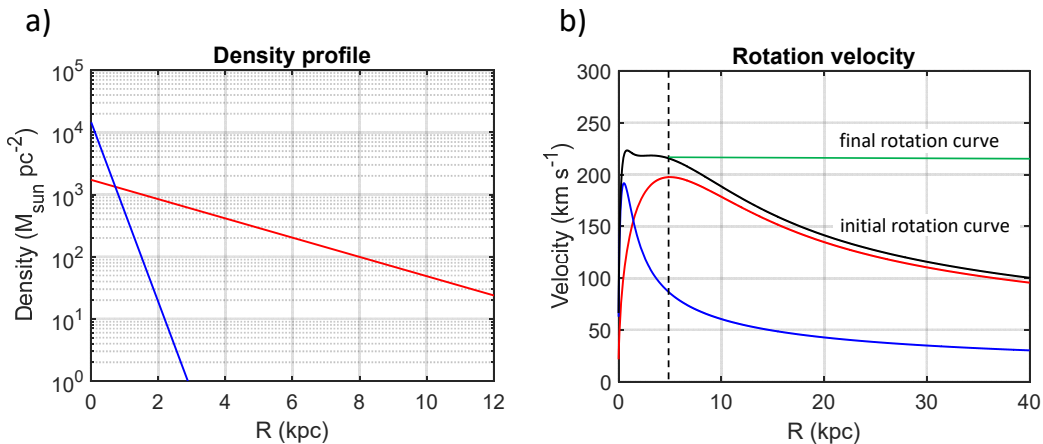 a)
Density profile
10^5
10^4
10^3
10^2
10^1
10^0
Density (M_sun pc^-2)
0 2 4 6 8 10 12
R (kpc)
b)
Rotation velocity
300
250
200
150
100
50
0
Velocity (km s^-1)
final rotation curve
initial rotation curve
0 10 20 30 40
R (kpc)